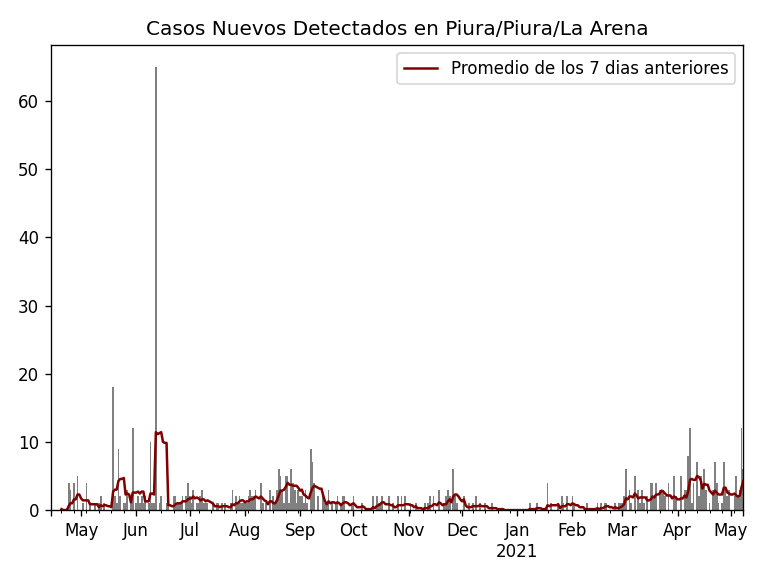 Casos Nuevos Detectados en Piura/Piura/La Arena
Promedio de los 7 dias anteriores
60
50
40
30
20
10
0
May Jun Jul Aug Sep Oct Nov Dec Jan Feb Mar Apr May
2021